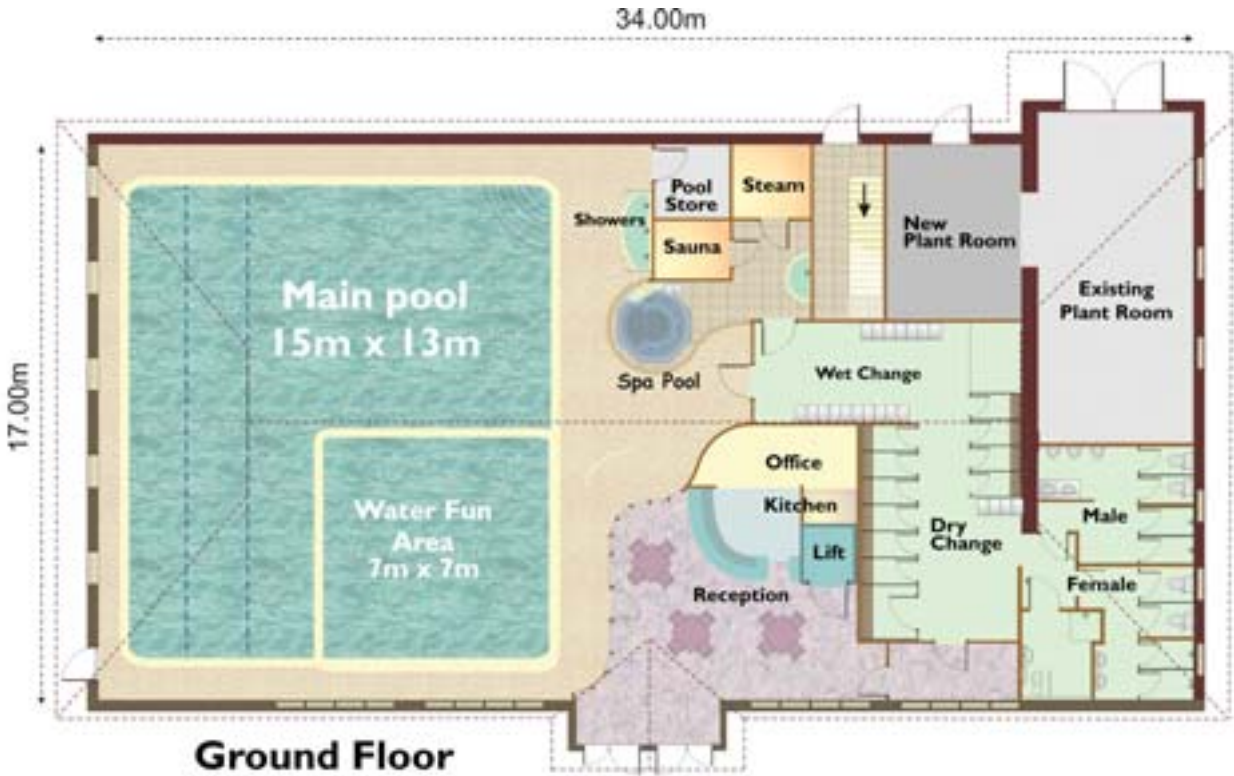 34.00m
17.00m
Main pool
15m x 13m
Water Fun
Area
7m x 7m
Showers
Pool
Store
Steam
Sauna
Spa Pool
New
Plant Room
Existing
Plant Room
Wet Change
Office
Kitchen
Lift
Dry
Change
Male
Female
Reception
Ground Floor